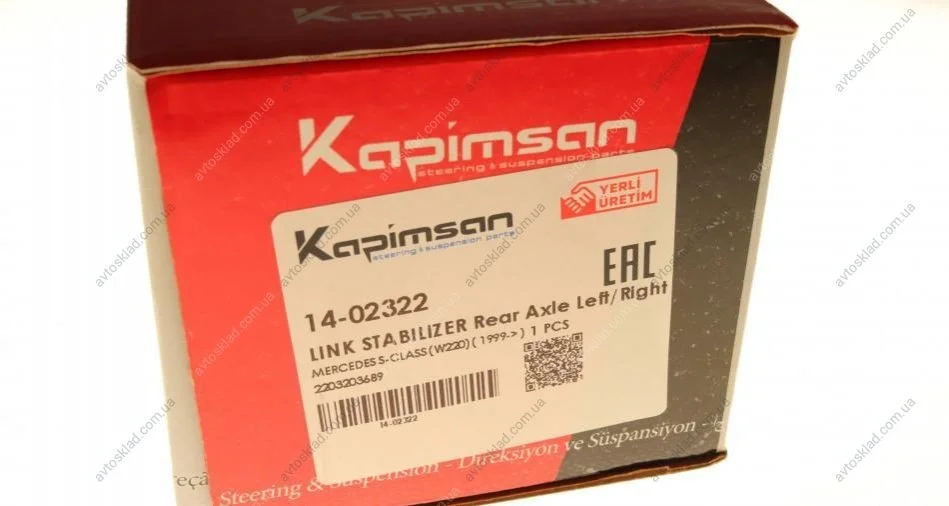 Kapimsan
Kapimsan
steering & suspension parts
YERLİ
ÜRETİM
Kapimsan
steering & suspension parts
EAC
14-02322
LINK STABILIZER Rear Axle Left/Right
MERCEDES S-CLASS(W220)(1999->) 1 PCS
2203203689
14-02322
Steering & Suspension - Direksiyon ve Süspansiyon -
avtosklad.com.ua